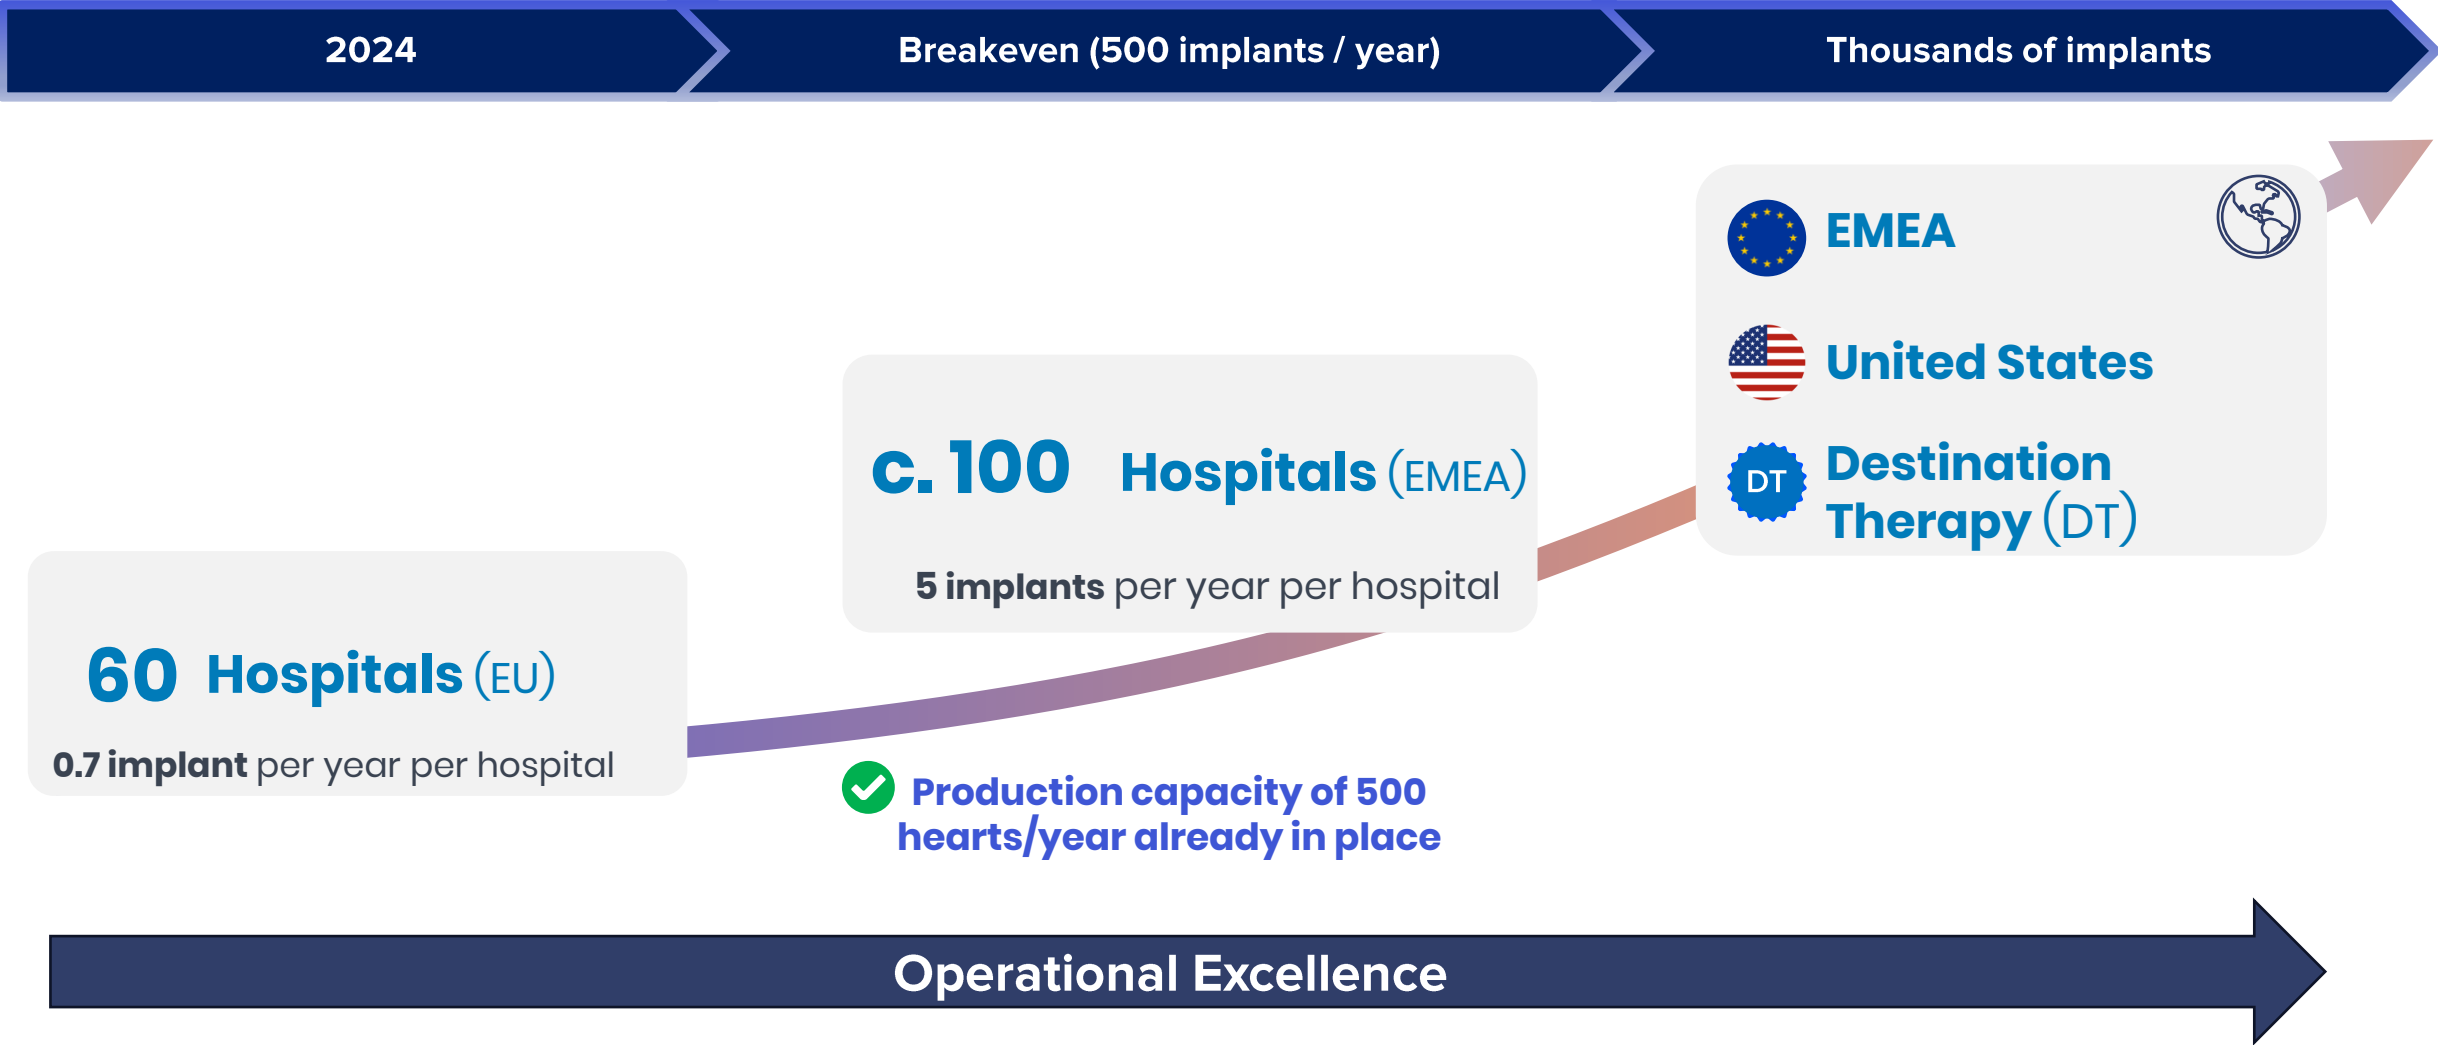 2024
Breakeven (500 implants / year)
Thousands of implants
60 Hospitals (EU)
0.7 implant per year per hospital
c. 100 Hospitals (EMEA)
5 implants per year per hospital
Production capacity of 500
hearts/year already in place
EMEA
United States
DT
Destination
Therapy (DT)
Operational Excellence